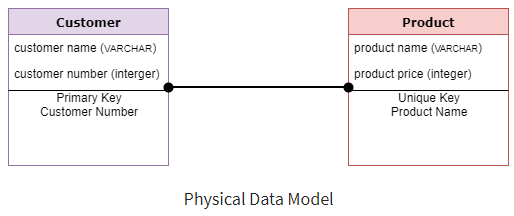 Customer
customer name (VARCHAR)
customer number (interger)
Primary Key
Customer Number
Product
product name (VARCHAR)
product price (integer)
Unique Key
Product Name
Physical Data Model